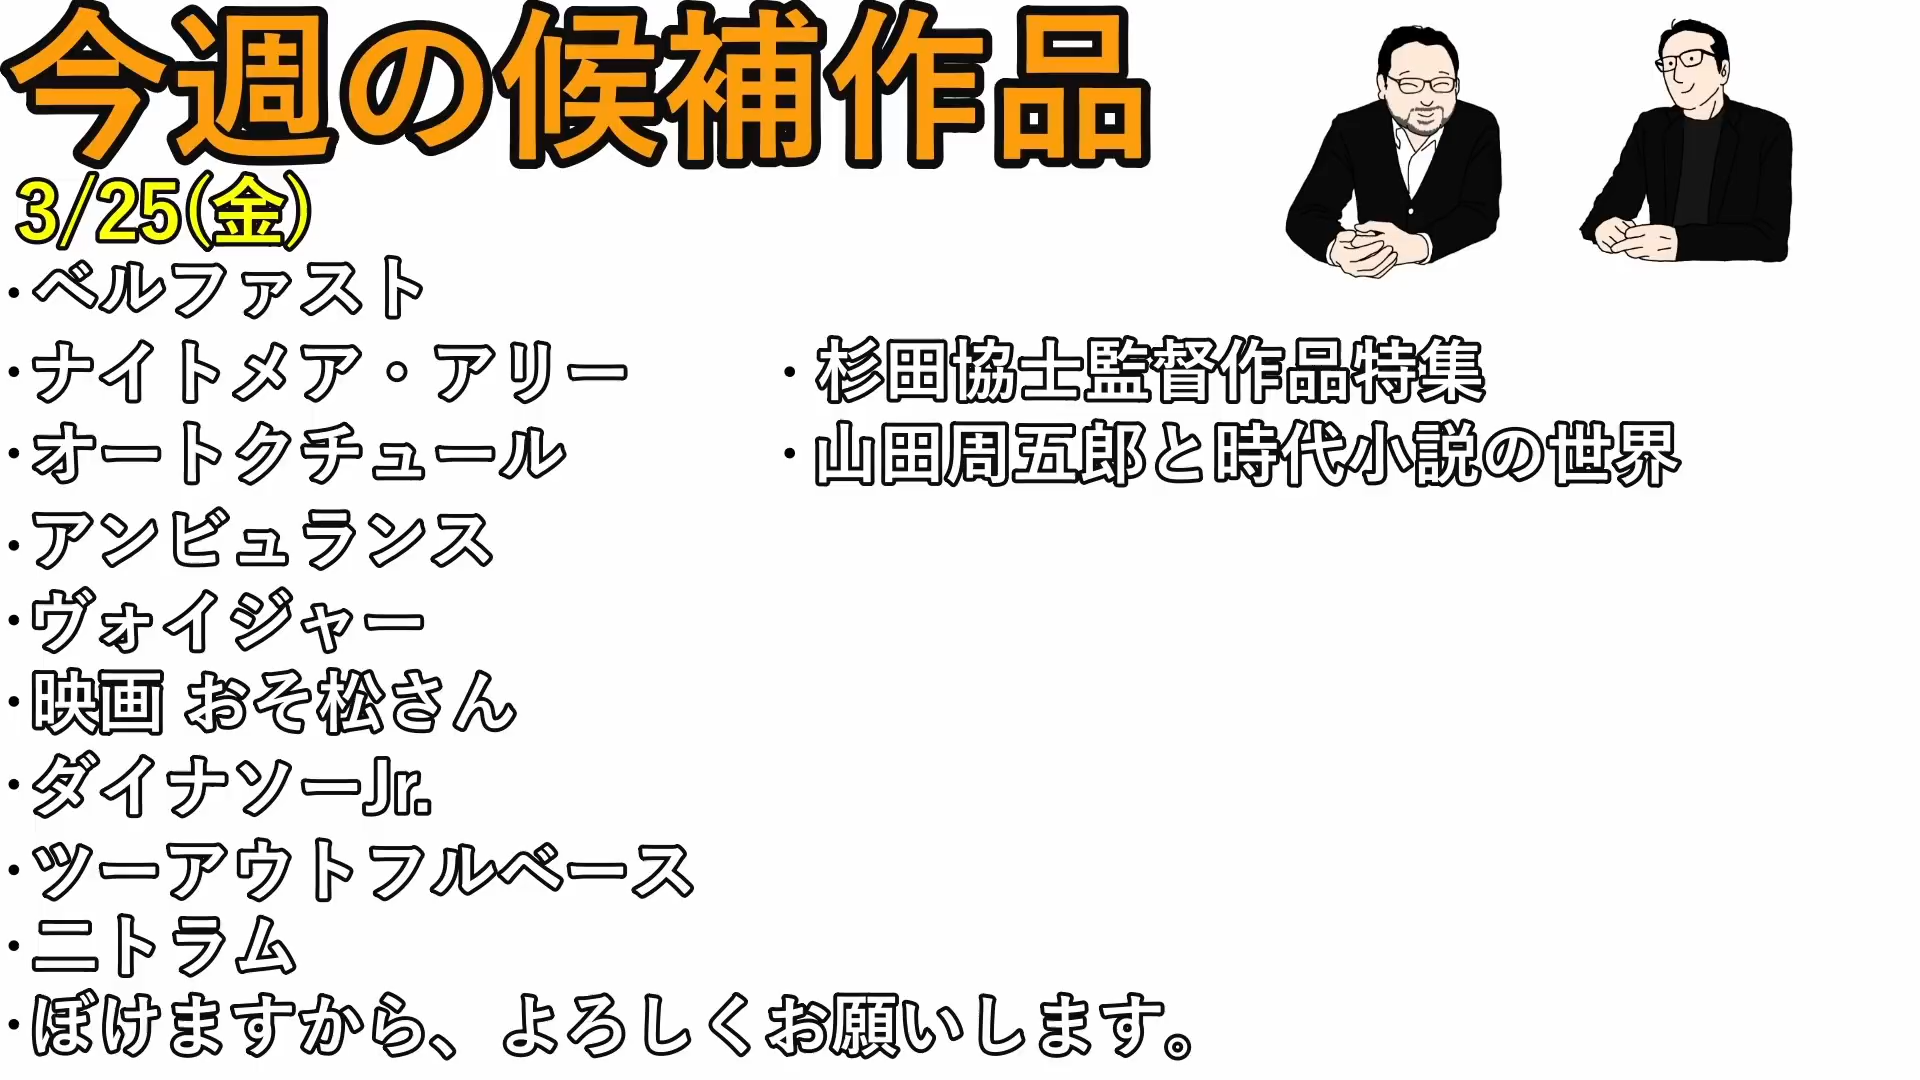 今週の候補作品
3/25(金)
・ベルファスト
・ナイトメア・アリー
・オートクチュール
・アンビュランス
・ヴォイジャー
・映画 おそ松さん
・ダイナソーJr.
・ツーアウトフルベース
・ニトラム
・ぼけますから、よろしくお願いします。
・杉田協士監督作品特集
・山田周五郎と時代小説の世界